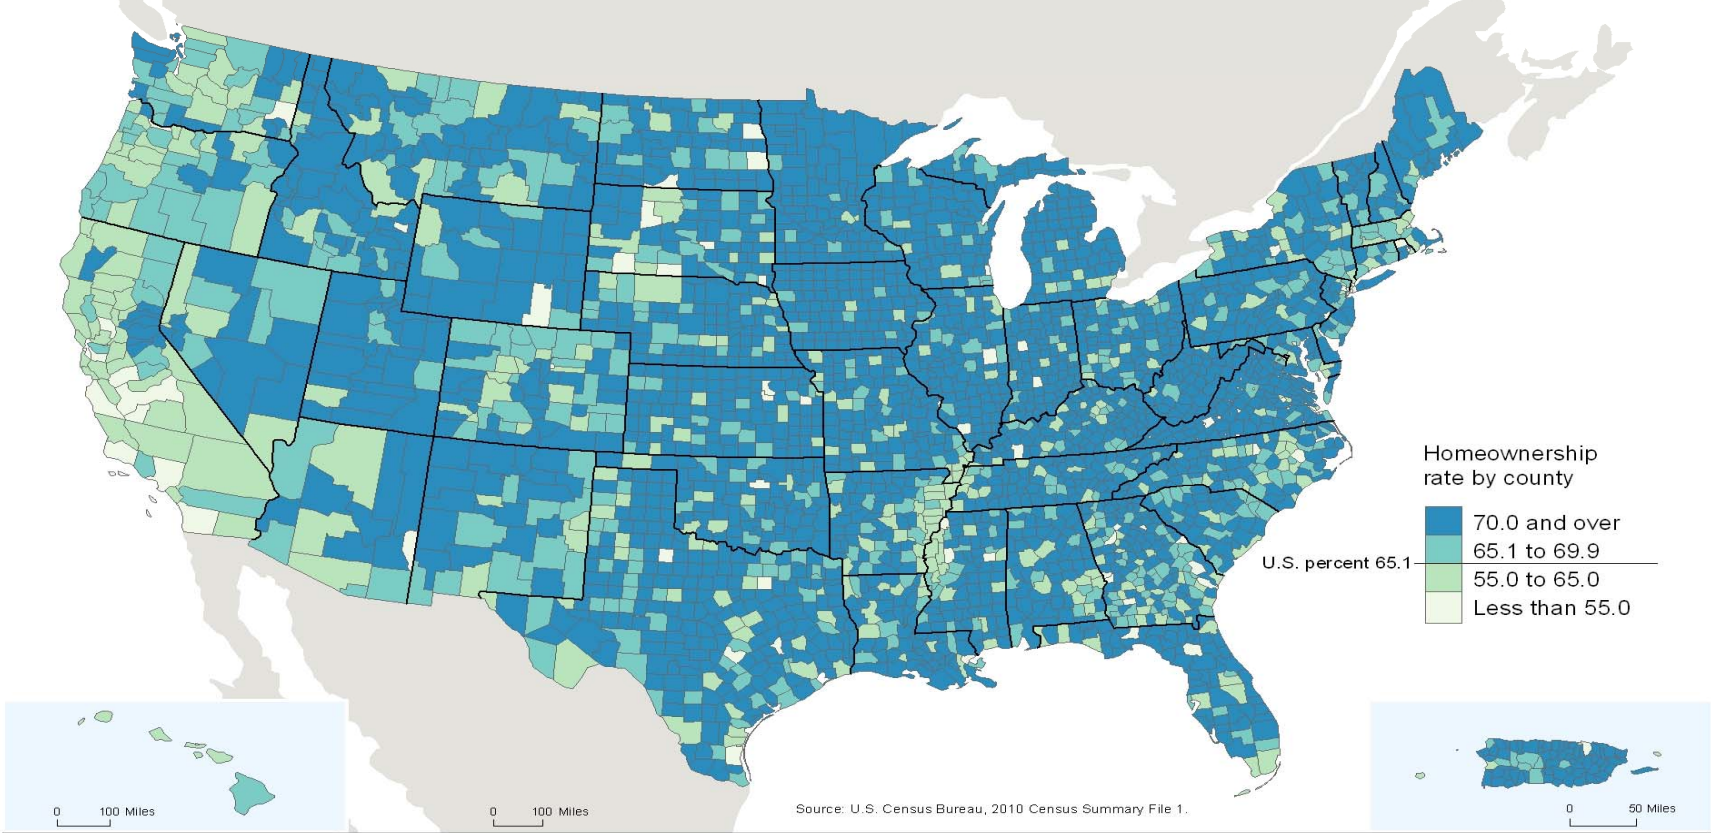 Homeownership
rate by county
70.0 and over
65.1 to 69.9
U.S. percent 65.1
55.0 to 65.0
Less than 55.0
0 100 Miles
0 100 Miles
Source: U.S. Census Bureau, 2010 Census Summary File 1.
0 50 Miles